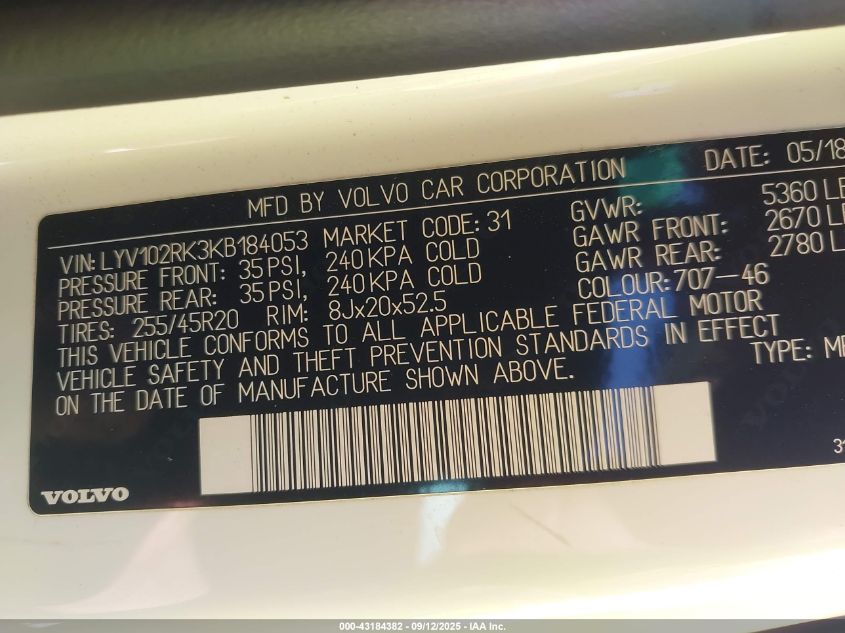 MFD BY VOLVO CAR CORPORATION DATE: 05/18
VIN: LYV102RK3KB184053 MARKET CODE: 31 GVWR: 5360 LB
PRESSURE FRONT: 35 PSI, 240 KPA COLD GAWR FRONT: 2670 LB
PRESSURE REAR: 35 PSI, 240 KPA COLD GAWR REAR: 2780 L
TIRES: 255/45R20 RIM: 8Jx20x52.5 COLOUR: 707-46
THIS VEHICLE CONFORMS TO ALL APPLICABLE FEDERAL MOTOR
VEHICLE SAFETY AND THEFT PREVENTION STANDARDS IN EFFECT
ON THE DATE OF MANUFACTURE SHOWN ABOVE. TYPE: MP
31
VOLVO
000-43184382 - 09/12/2025 - IAA Inc.